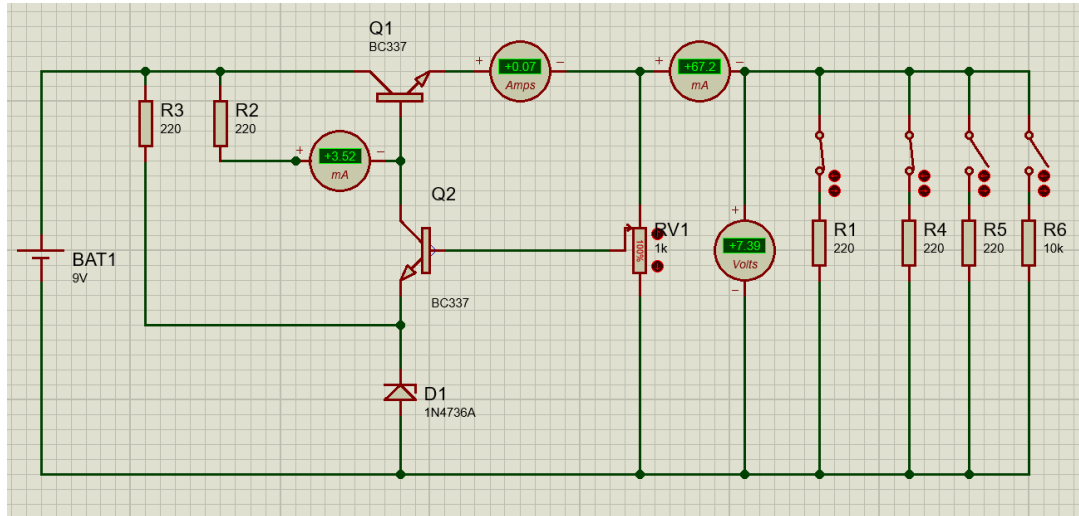 Q1
BC337
+
+0.07
−
Amps
+
+67.2
−
mA
R3
220
R2
220
+
+3.52
−
mA
Q2
BC337
BAT1
9V
D1
1N4736A
RV1
1k
100%
+
+7.39
Volts
−
R1
220
R4
220
R5
220
R6
10k